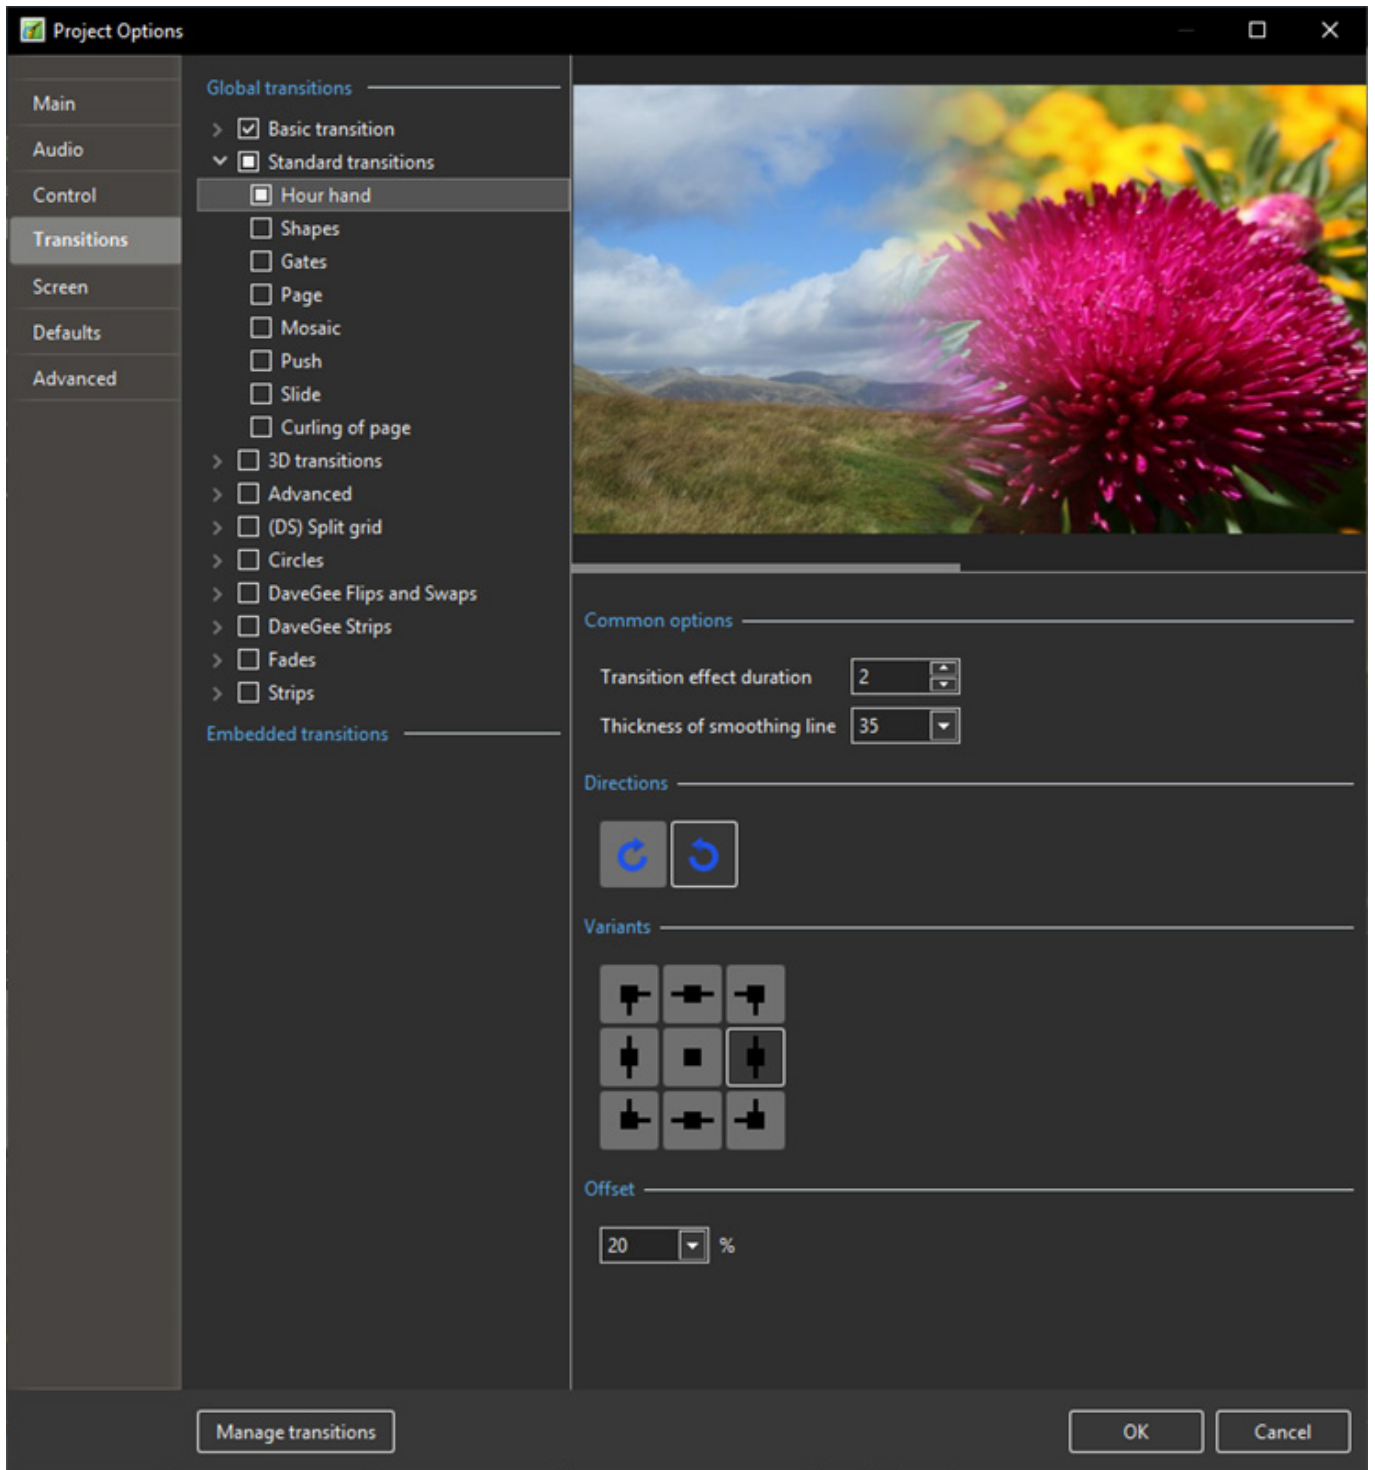 Project Options
Main
Audio
Control
Transitions
Screen
Defaults
Advanced
Global transitions
Basic transition
Standard transitions
Hour hand
Shapes
Gates
Page
Mosaic
Push
Slide
Curling of page
3D transitions
Advanced
(DS) Split grid
Circles
DaveGee Flips and Swaps
DaveGee Strips
Fades
Strips
Embedded transitions
Common options
Transition effect duration 2
Thickness of smoothing line 35
Directions
Variants
Offset
20 %
Manage transitions
OK
Cancel